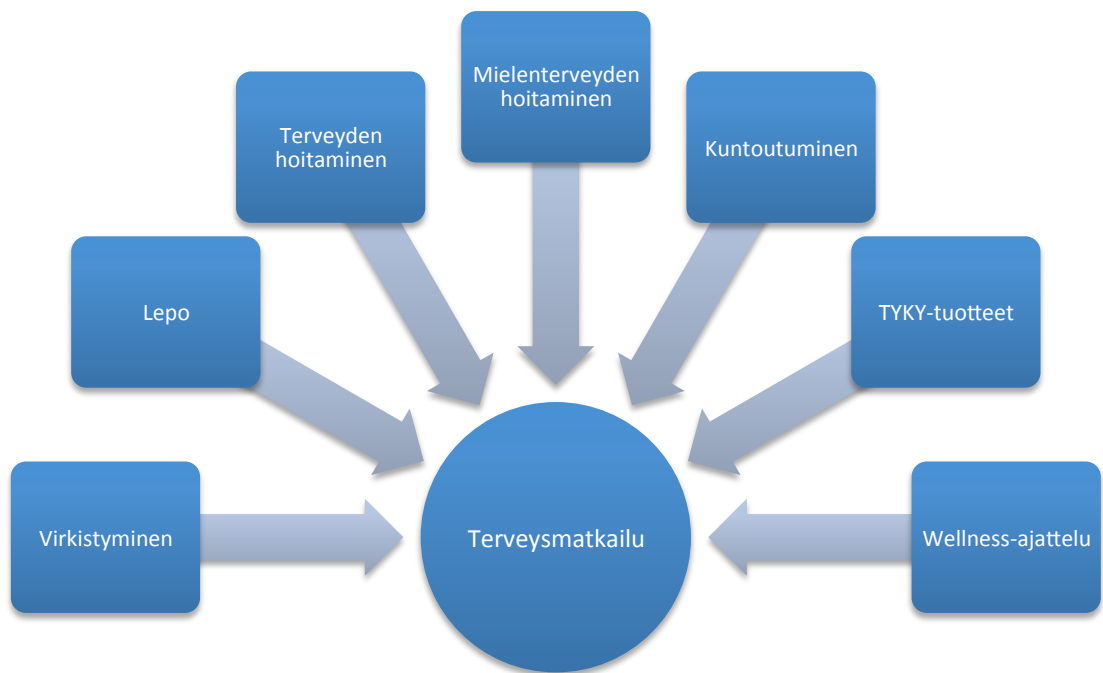 Mielenterveyden
hoitaminen
Terveyden
hoitaminen
Kuntoutuminen
Lepo
TYKY-tuotteet
Virkistyminen
Terveysmatkailu
Wellness-ajattelu